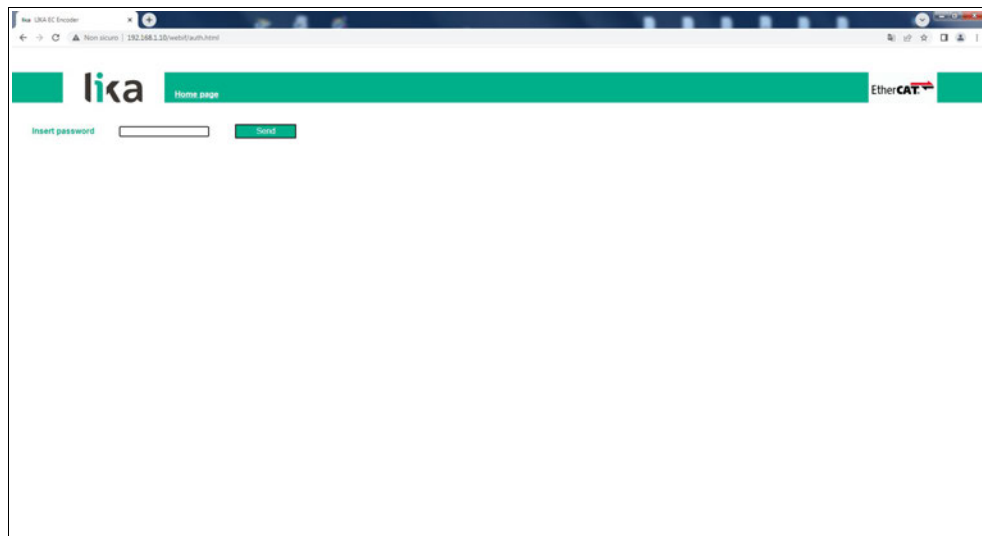 lika LIKA EC Encoder
Non sicuro | 192.168.1.10/webif/auth.html
lika
Home page
EtherCAT
Insert password
Send